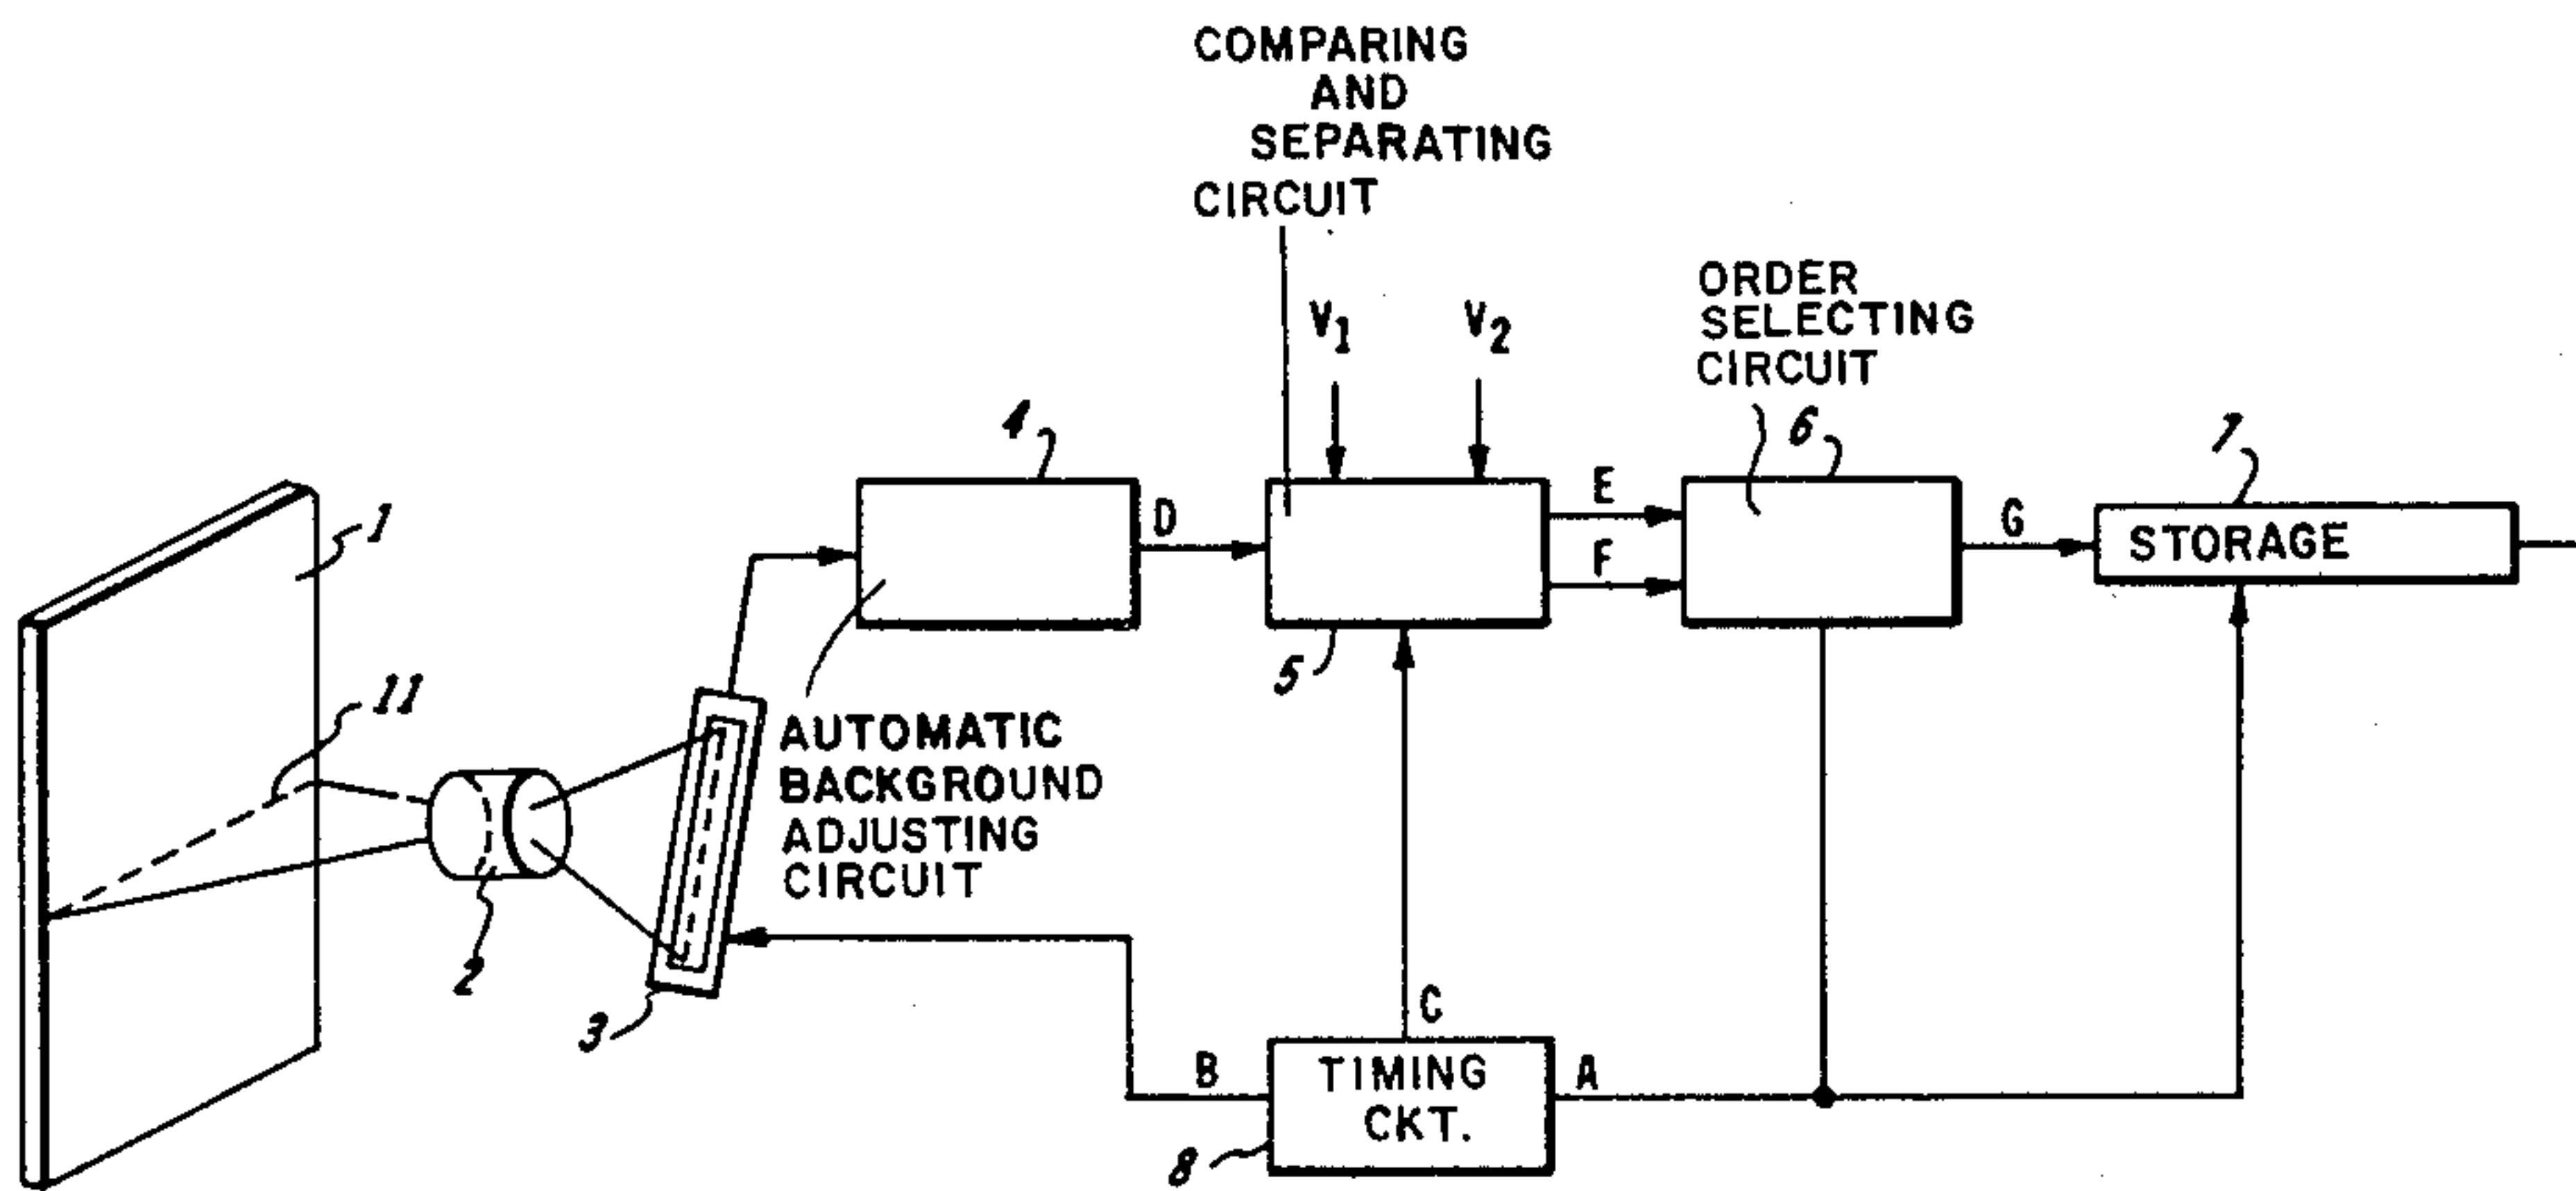 COMPARING
AND
SEPARATING
CIRCUIT
V1
V2
ORDER
SELECTING
CIRCUIT
4
6
7
1
D
E
F
G
STORAGE
5
11
AUTOMATIC
BACKGROUND
ADJUSTING
CIRCUIT
2
3
C
B
TIMING
CKT.
A
8